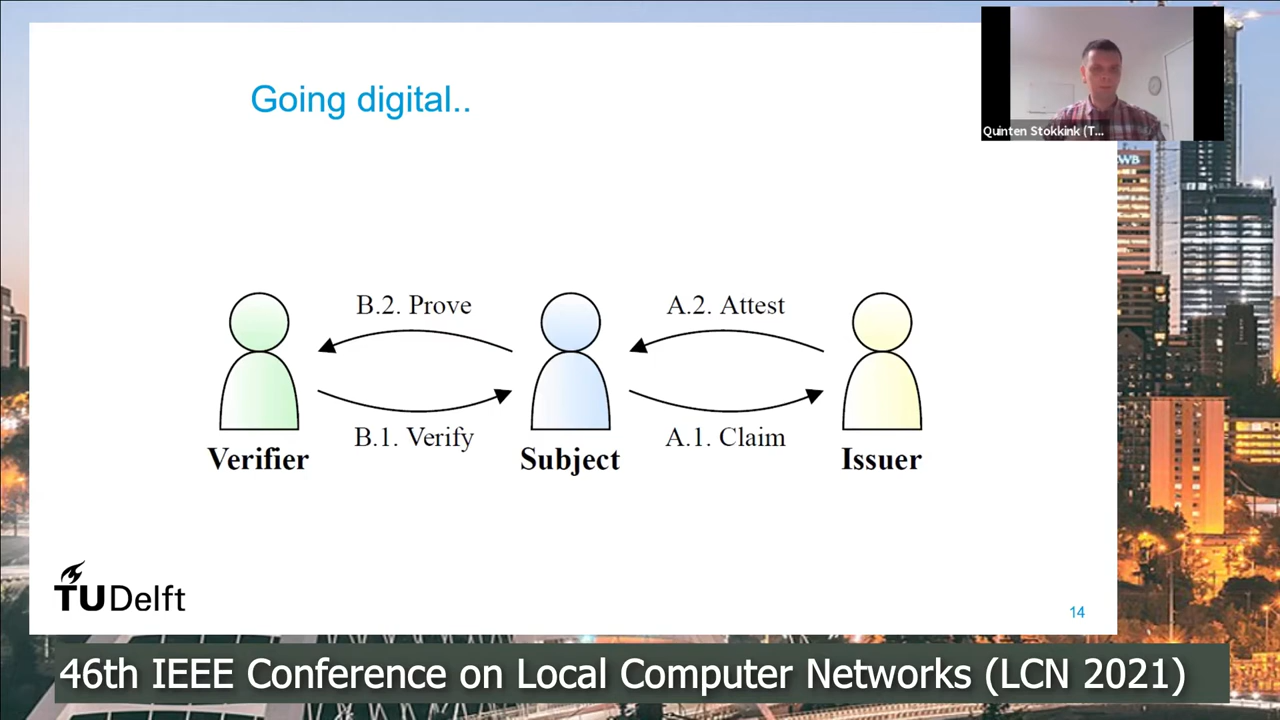 Going digital..
Quinten Stokkink (T...
WB
B.2. Prove
A.2. Attest
B.1. Verify
A.1. Claim
Verifier
Subject
Issuer
TUDelft
14
46th IEEE Conference on Local Computer Networks (LCN 2021)